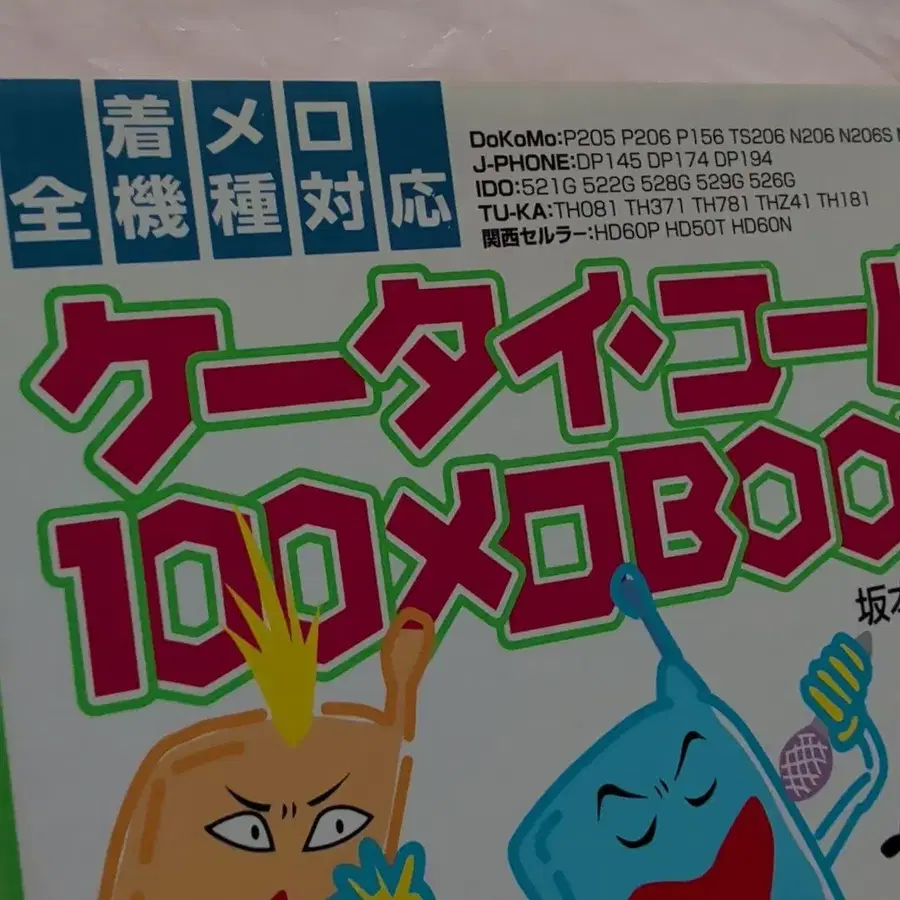 着メロ
全機種対応
DoKoMo:P205 P206 P156 TS206 N206 N206S
J-PHONE:DP145 DP174 DP194
IDO:521G 522G 528G 529G 526G
TU-KA:TH081 TH371 TH781 THZ41 TH181
関西セルラー:HD60P HD50T HD60N
ケータイ・コール
100メロBOO
坂本